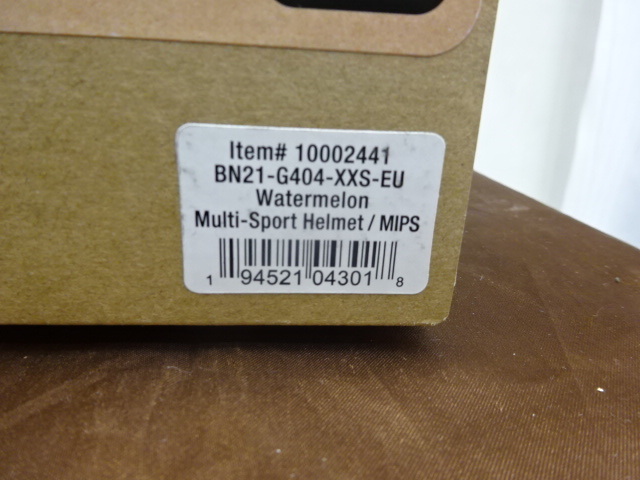 Item# 10002441
BN21-G404-XXS-EU
Watermelon
Multi-Sport Helmet / MIPS
1 94521 04301 8